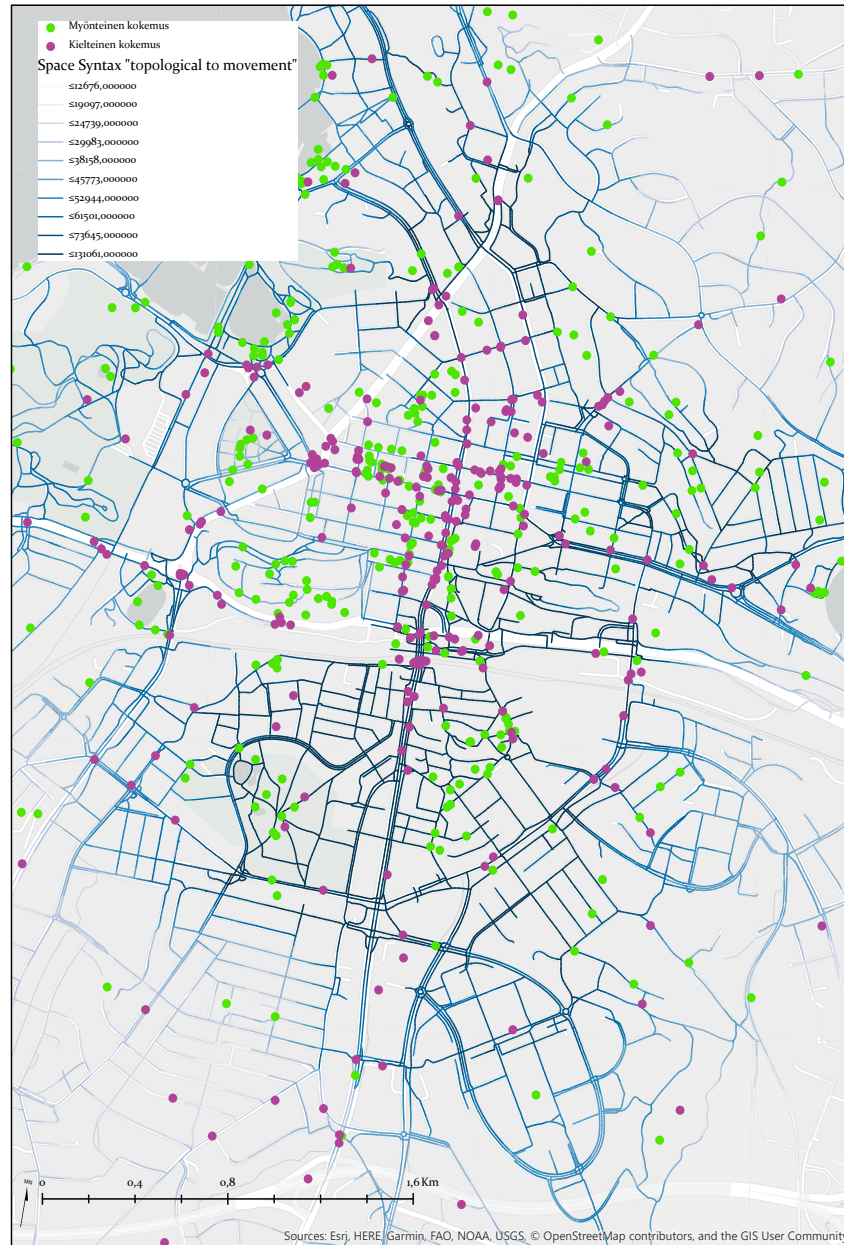 Myönteinen kokemus
Kielteinen kokemus
Space Syntax "topological to movement"
≤12676,000000
≤19097,000000
≤24739,000000
≤29983,000000
≤38158,000000
≤45773,000000
≤52944,000000
≤61501,000000
≤73645,000000
≤131061,000000
MN
0 0,4 0,8 1,6 Km
Sources: Esri, HERE, Garmin, FAO, NOAA, USGS, © OpenStreetMap contributors, and the GIS User Community